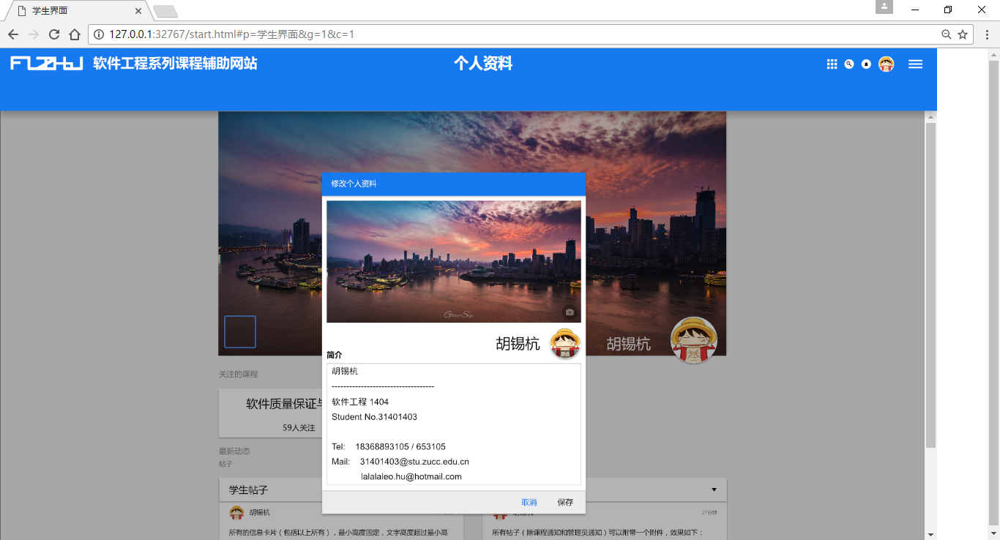 学生界面
127.0.0.1:32767/start.html#p=学生界面&g=1&c=1
软件工程系列课程辅助网站
个人资料
修改个人资料
胡锡杭
胡锡杭
简介
胡锡杭
-----------------------------------
软件工程 1404
Student No.31401403
Tel: 18368893105 / 653105
Mail: 31401403@stu.zucc.edu.cn
lalalaleo.hu@hotmail.com
取消 保存
关注的课程
软件质量保证与
59人关注
最新动态
帖子
学生帖子
胡锡杭
27分钟
所有的信息卡片（包括以上所有），最小高度固定，文字高度超过最小高
所有帖子（除课程通知和管理员通知）可以附带一个附件，效果如下：